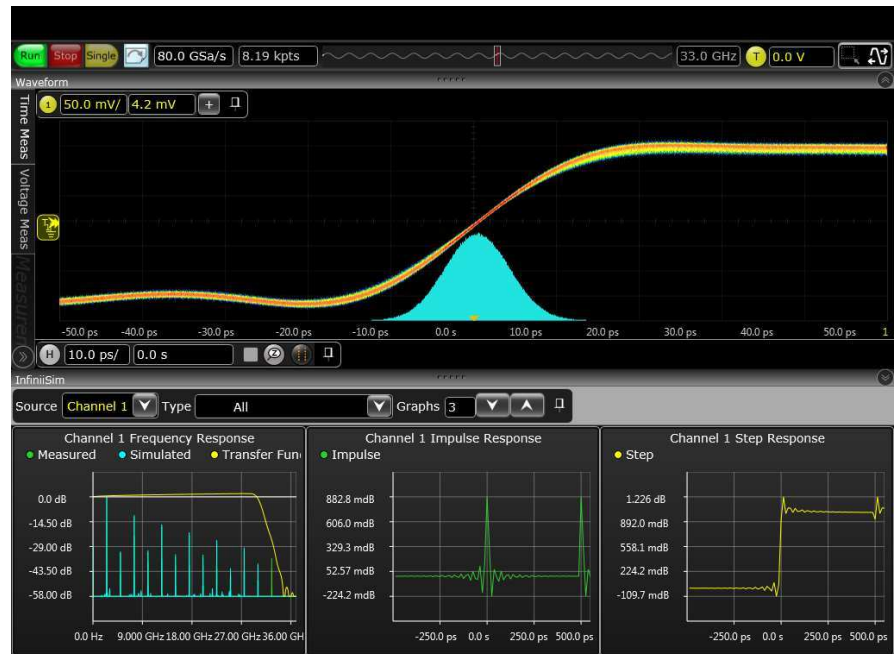 Run Stop Single 80.0 GSa/s 8.19 kpts 33.0 GHz T 0.0 V
Waveform
1 50.0 mV/ 4.2 mV +
Time Meas
Voltage Meas
T
-50.0 ps -40.0 ps -30.0 ps -20.0 ps -10.0 ps 0.0 s 10.0 ps 20.0 ps 30.0 ps 40.0 ps 50.0 ps 1
H 10.0 ps/ 0.0 s
InfiniiSim
Source Channel 1 Type All Graphs 3
Channel 1 Frequency Response
Measured Simulated Transfer Fun
0.0 dB
-14.50 dB
-29.00 dB
-43.50 dB
-58.00 dB
0.0 Hz 9.000 GHz 18.00 GHz 27.00 GHz 36.00 GH
Channel 1 Impulse Response
Impulse
882.8 mdB
606.0 mdB
329.3 mdB
52.57 mdB
-224.2 mdB
-250.0 ps 0.0 s 250.0 ps 500.0 ps
Channel 1 Step Response
Step
1.226 dB
892.0 mdB
558.1 mdB
224.2 mdB
-109.7 mdB
-250.0 ps 0.0 s 250.0 ps 500.0 ps